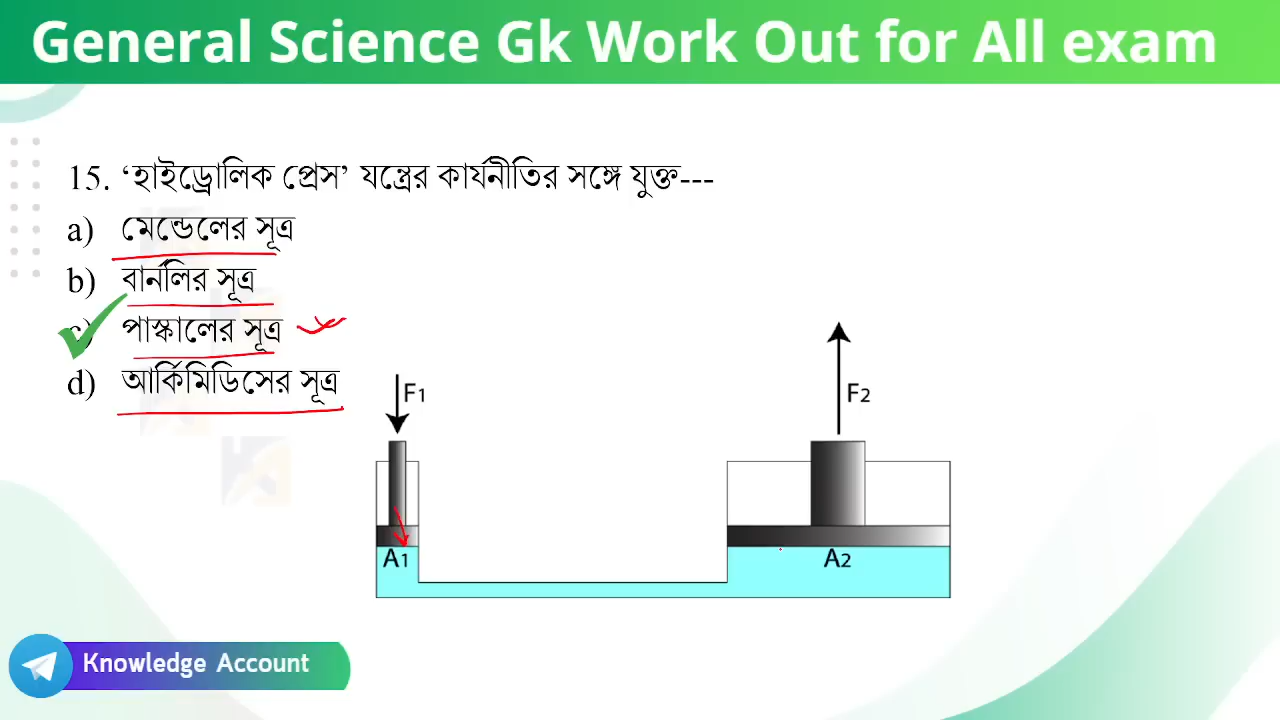 General Science Gk Work Out for All exam
15. ‘হাইড্রোলিক প্রেস’ যন্ত্রের কার্যনীতির সঙ্গে যুক্ত---
a) মেন্ডেলের সূত্র
b) বার্নলির সূত্র
c) পাস্কালের সূত্র
d) আর্কিমিডিসের সূত্র
F1
F2
A1
A2
Knowledge Account